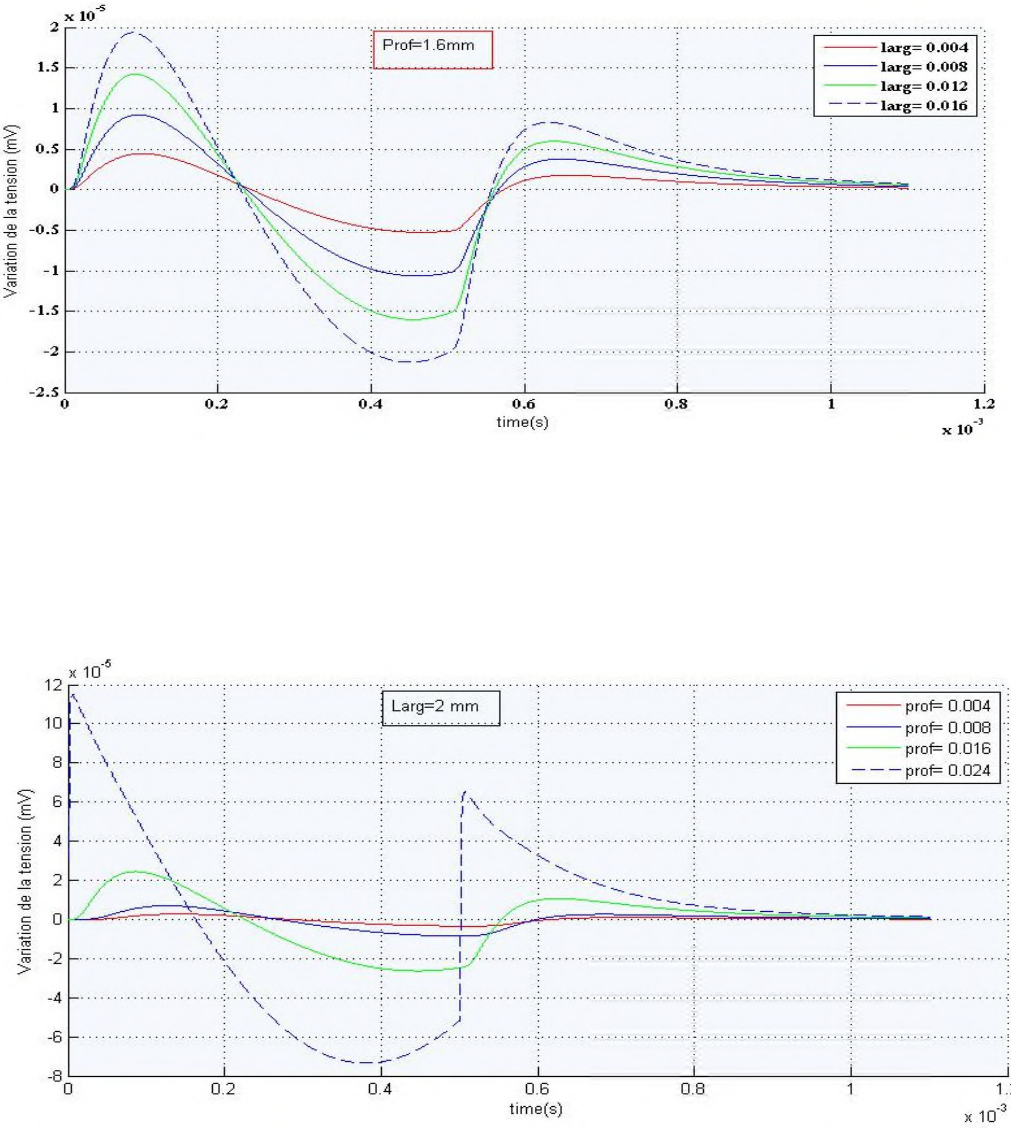 x 10-5
2
1.5
1
0.5
0
-0.5
-1
-1.5
-2
-2.5
Variation de la tension (mV)
Prof=1.6mm
larg= 0.004
larg= 0.008
larg= 0.012
larg= 0.016
0 0.2 0.4 0.6 0.8 1 1.2
time(s)
x 10-3
x 10-5
12
10
8
6
4
2
0
-2
-4
-6
-8
Variation de la tension (mV)
Larg=2 mm
prof= 0.004
prof= 0.008
prof= 0.016
prof= 0.024
0 0.2 0.4 0.6 0.8 1 1.
time(s)
x 10-3